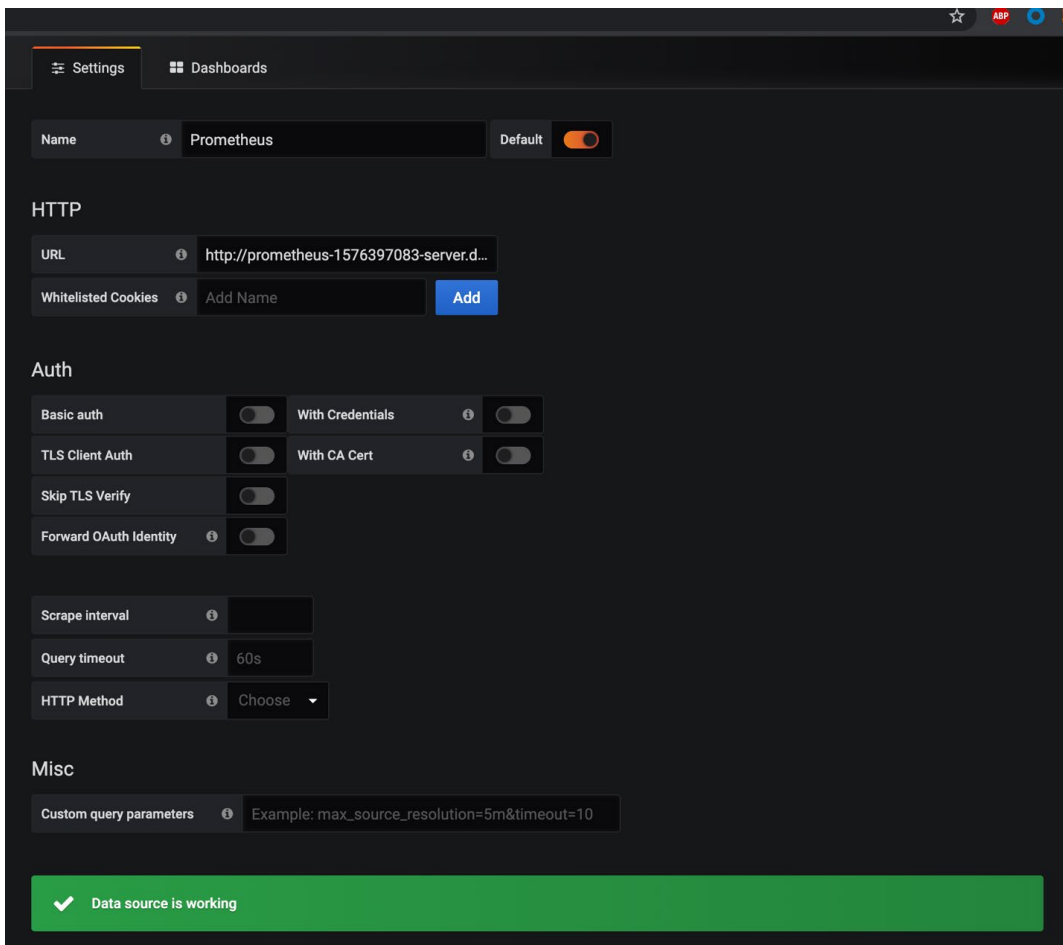 ABP
Settings Dashboards
Name Prometheus Default
HTTP
URL http://prometheus-1576397083-server.d...
Whitelisted Cookies Add Name Add
Auth
Basic auth With Credentials
TLS Client Auth With CA Cert
Skip TLS Verify
Forward OAuth Identity
Scrape interval
Query timeout 60s
HTTP Method Choose
Misc
Custom query parameters Example: max_source_resolution=5m&timeout=10
Data source is working